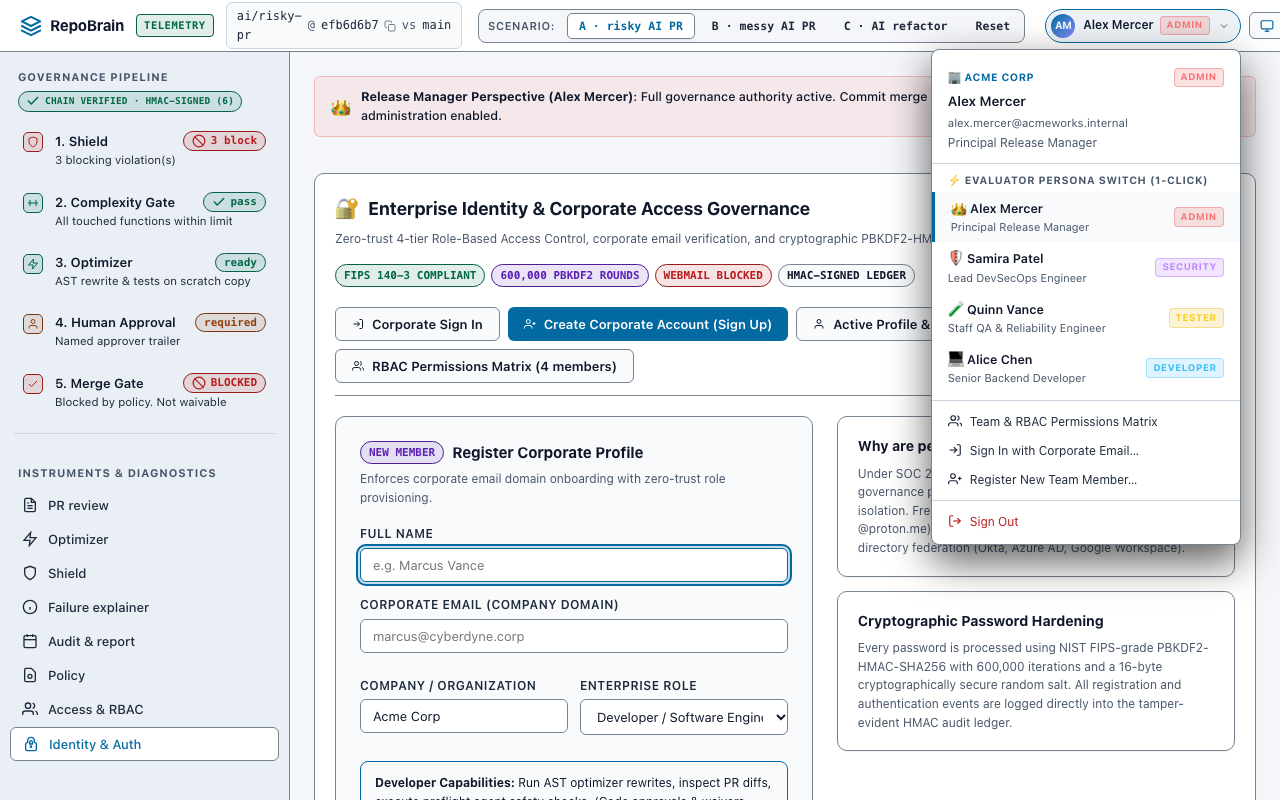 RepoBrain
TELEMETRY
ai/risky-pr @ efb6d6b7 vs main
SCENARIO:
A · risky AI PR
B · messy AI PR
C · AI refactor
Reset
AM
Alex Mercer
ADMIN
GOVERNANCE PIPELINE
CHAIN VERIFIED · HMAC-SIGNED (6)
1. Shield
3 block
3 blocking violation(s)
2. Complexity Gate
pass
All touched functions within limit
3. Optimizer
ready
AST rewrite & tests on scratch copy
4. Human Approval
required
Named approver trailer
5. Merge Gate
BLOCKED
Blocked by policy. Not waivable
INSTRUMENTS & DIAGNOSTICS
PR review
Optimizer
Shield
Failure explainer
Audit & report
Policy
Access & RBAC
Identity & Auth
Release Manager Perspective (Alex Mercer): Full governance authority active. Commit merge
administration enabled.
Enterprise Identity & Corporate Access Governance
Zero-trust 4-tier Role-Based Access Control, corporate email verification, and cryptographic PBKDF2-HM
FIPS 140-3 COMPLIANT
600,000 PBKDF2 ROUNDS
WEBMAIL BLOCKED
HMAC-SIGNED LEDGER
Corporate Sign In
Create Corporate Account (Sign Up)
Active Profile &
RBAC Permissions Matrix (4 members)
NEW MEMBER
Register Corporate Profile
Enforces corporate email domain onboarding with zero-trust role
provisioning.
FULL NAME
e.g. Marcus Vance
CORPORATE EMAIL (COMPANY DOMAIN)
marcus@cyberdyne.corp
COMPANY / ORGANIZATION
ENTERPRISE ROLE
Acme Corp
Developer / Software Engine
Developer Capabilities: Run AST optimizer rewrites, inspect PR diffs,
execute preflight agent safety checks. (Code approvals & waivers
Why are pe
Under SOC 2
governance p
isolation. Fre
@proton.me)
directory federation (Okta, Azure AD, Google Workspace).
Cryptographic Password Hardening
Every password is processed using NIST FIPS-grade PBKDF2-
HMAC-SHA256 with 600,000 iterations and a 16-byte
cryptographically secure random salt. All registration and
authentication events are logged directly into the tamper-
evident HMAC audit ledger.
ACME CORP
ADMIN
Alex Mercer
alex.mercer@acmeworks.internal
Principal Release Manager
EVALUATOR PERSONA SWITCH (1-CLICK)
Alex Mercer
Principal Release Manager
ADMIN
Samira Patel
Lead DevSecOps Engineer
SECURITY
Quinn Vance
Staff QA & Reliability Engineer
TESTER
Alice Chen
Senior Backend Developer
DEVELOPER
Team & RBAC Permissions Matrix
Sign In with Corporate Email...
Register New Team Member...
Sign Out